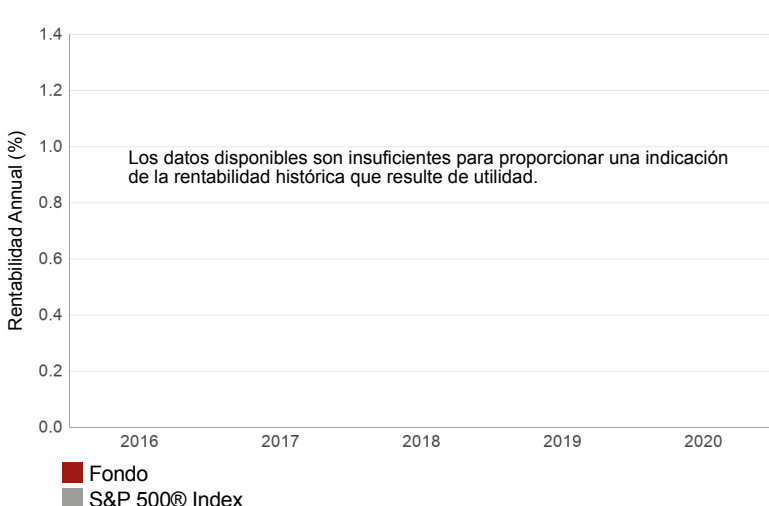 1.4
1.2
1.0
0.8
0.6
0.4
0.2
0.0
Rentabilidad Annual (%)
Los datos disponibles son insuficientes para proporcionar una indicación
de la rentabilidad histórica que resulte de utilidad.
2016 2017 2018 2019 2020
Fondo
S&P 500® Index